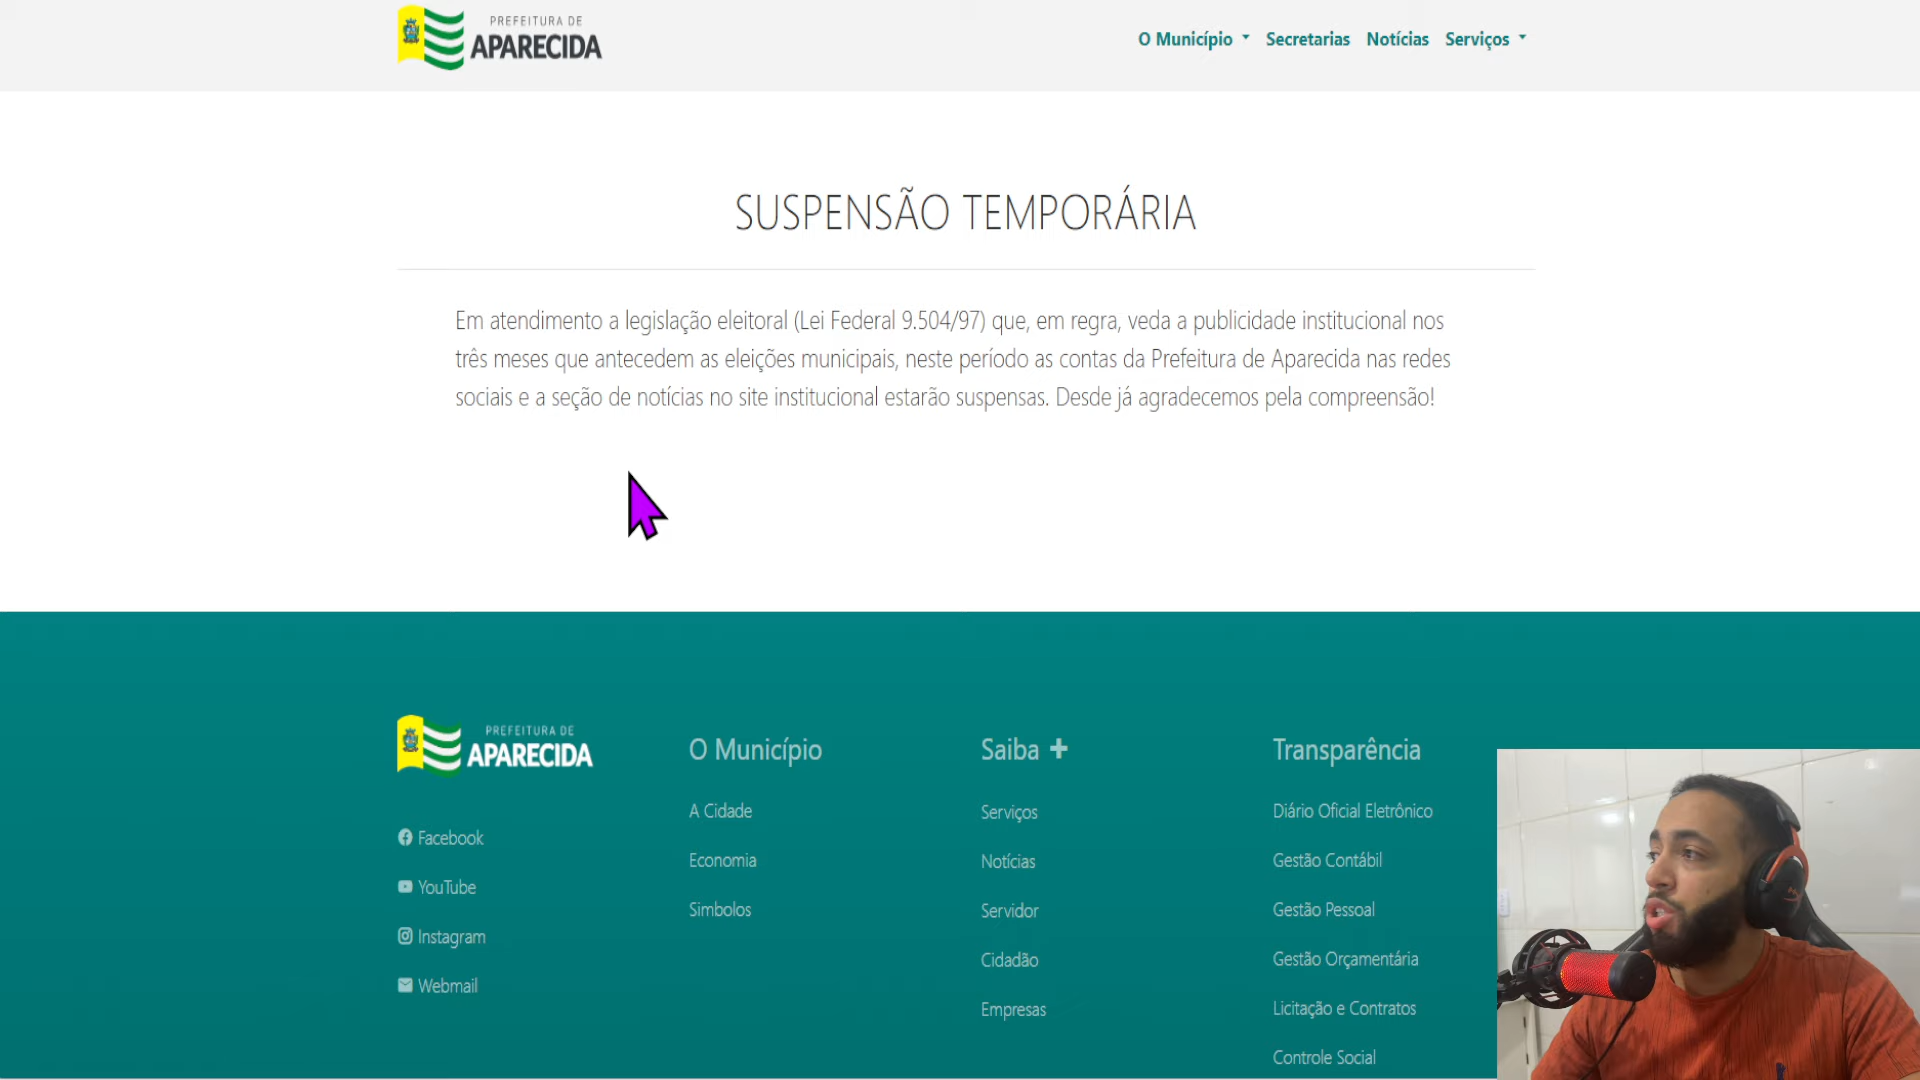 PREFEITURA DE
APARECIDA
O Município
Secretarias
Notícias
Serviços
SUSPENSÃO TEMPORÁRIA
Em atendimento a legislação eleitoral (Lei Federal 9.504/97) que, em regra, veda a publicidade institucional nos
três meses que antecedem as eleições municipais, neste período as contas da Prefeitura de Aparecida nas redes
sociais e a seção de notícias no site institucional estarão suspensas. Desde já agradecemos pela compreensão!
PREFEITURA DE
APARECIDA
Facebook
YouTube
Instagram
Webmail
O Município
A Cidade
Economia
Simbolos
Saiba +
Serviços
Notícias
Servidor
Cidadão
Empresas
Transparência
Diário Oficial Eletrônico
Gestão Contábil
Gestão Pessoal
Gestão Orçamentária
Licitação e Contratos
Controle Social